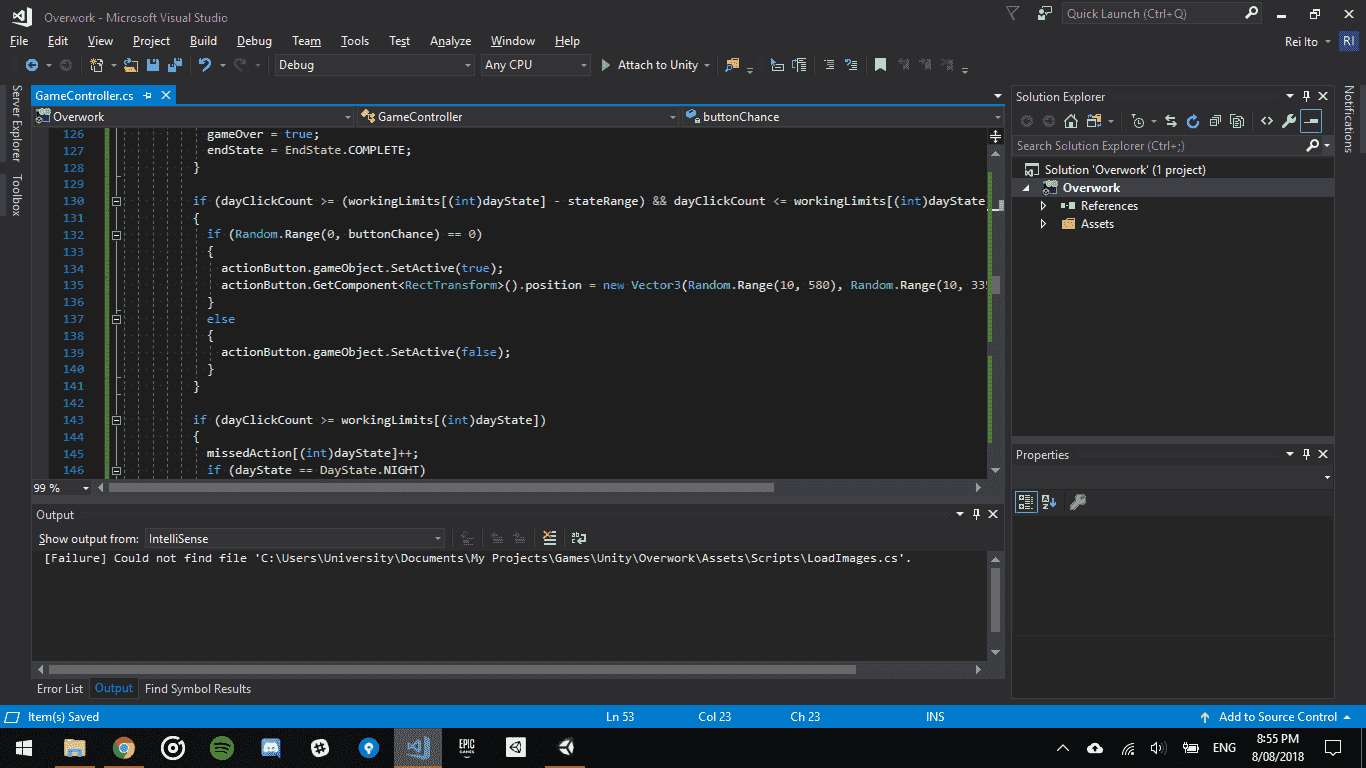 Overwork - Microsoft Visual Studio
Quick Launch (Ctrl+Q)
File Edit View Project Build Debug Team Tools Test Analyze Window Help
Rei Ito RI
Debug Any CPU Attach to Unity
Server Explorer
Toolbox
GameController.cs
Overwork GameController buttonChance
126 gameOver = true;
127 endState = EndState.COMPLETE;
128 }
129
130 if (dayClickCount >= (workingLimits[(int)dayState] - stateRange) && dayClickCount <= workingLimits[(int)dayState
131 {
132 if (Random.Range(0, buttonChance) == 0)
133 {
134 actionButton.gameObject.SetActive(true);
135 actionButton.GetComponent<RectTransform>().position = new Vector3(Random.Range(10, 580), Random.Range(10, 335
136 }
137 else
138 {
139 actionButton.gameObject.SetActive(false);
140 }
141 }
142
143 if (dayClickCount >= workingLimits[(int)dayState])
144 {
145 missedAction[(int)dayState]++;
146 if (dayState == DayState.NIGHT)
99 %
Output
Show output from: IntelliSense
[Failure] Could not find file 'C:\Users\University\Documents\My Projects\Games\Unity\Overwork\Assets\Scripts\LoadImages.cs'.
Error List Output Find Symbol Results
Solution Explorer
Search Solution Explorer (Ctrl+;)
Solution 'Overwork' (1 project)
Overwork
References
Assets
Properties
Notifications
Item(s) Saved Ln 53 Col 23 Ch 23 INS Add to Source Control
EPIC
GAMES
ENG
8:55 PM
8/08/2018